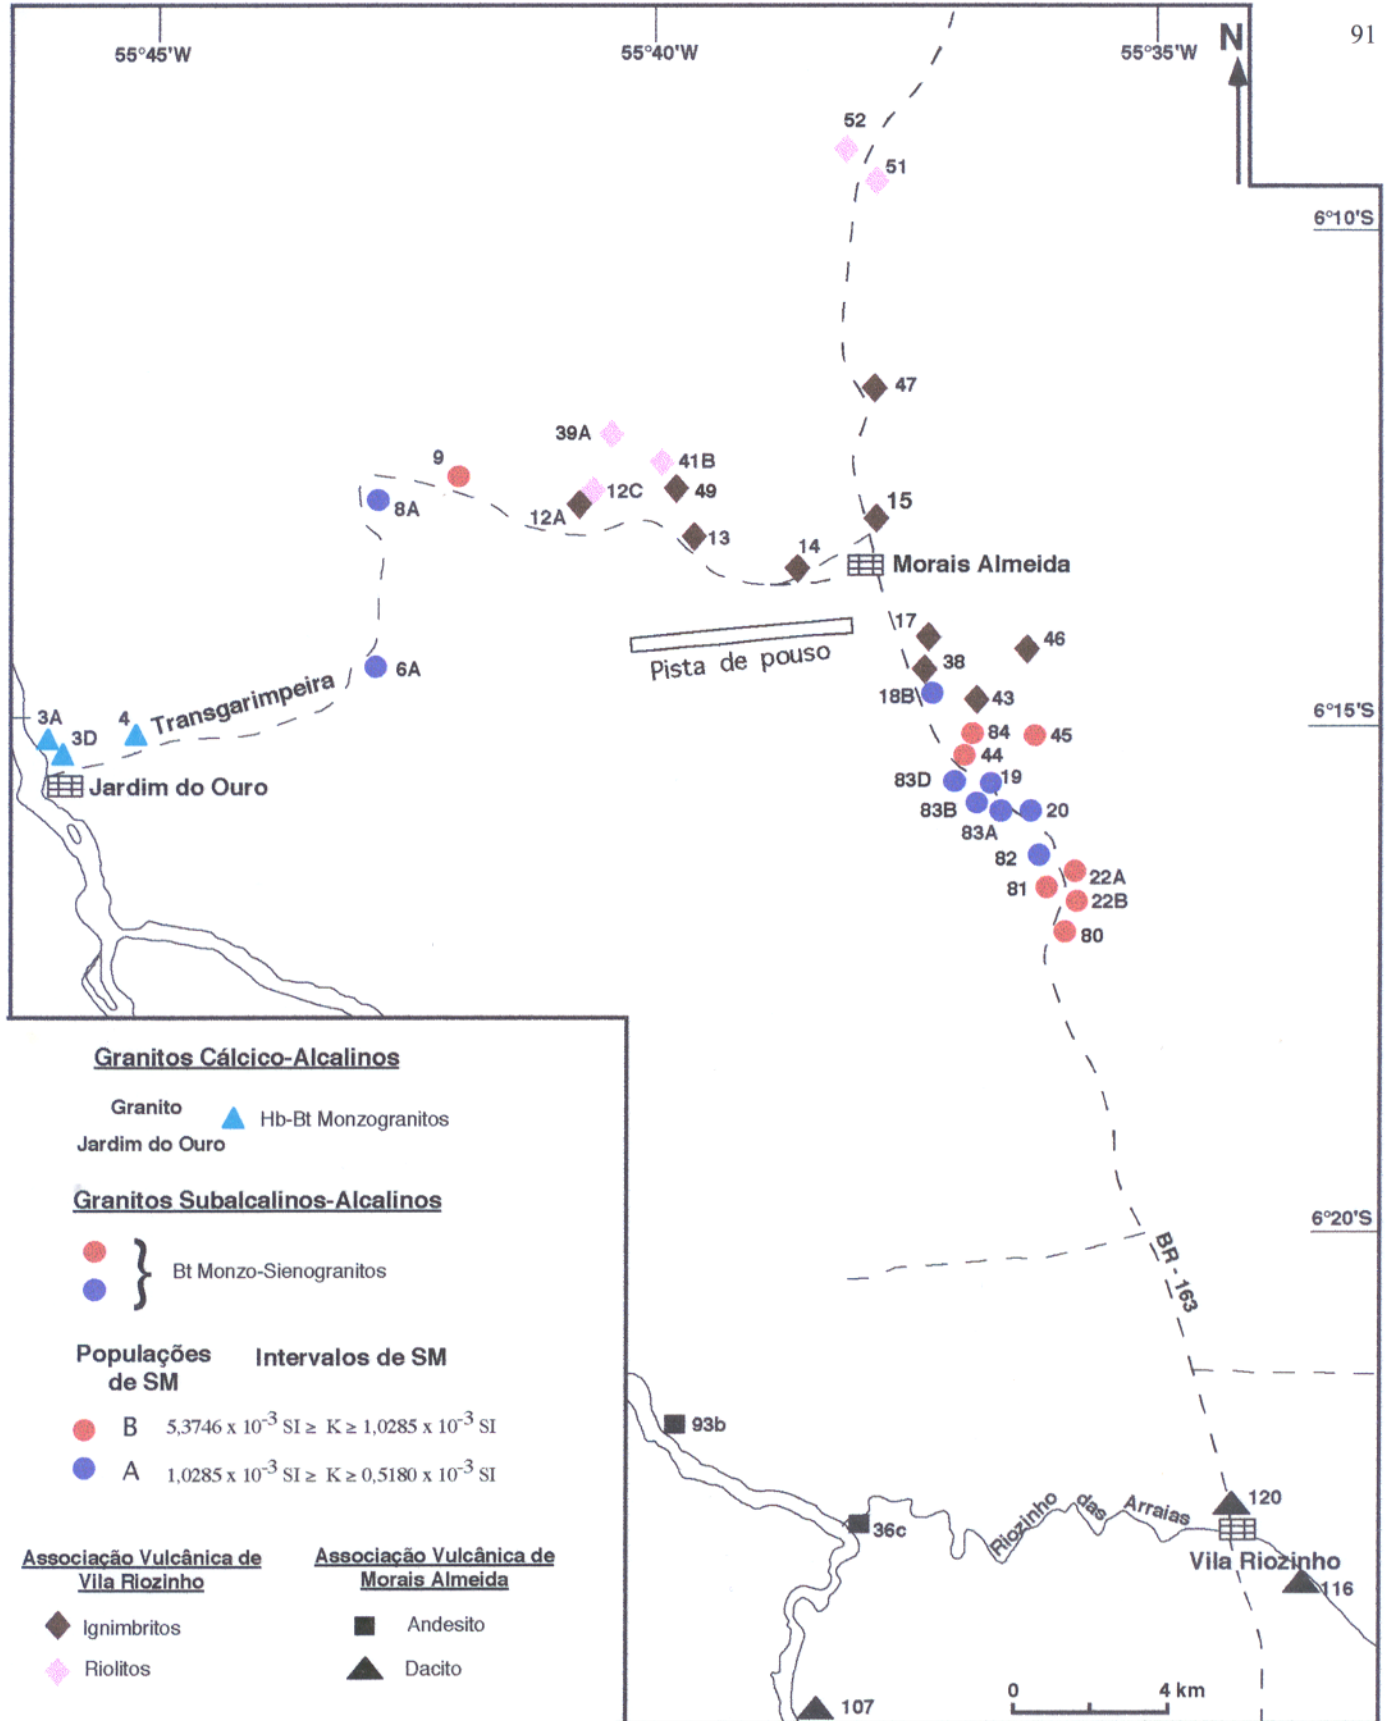 91
55°45'W
55°40'W
55°35'W
N
52
51
6°10'S
47
39A
9
41B
12C
49
8A
12A
15
13
14
Morais Almeida
17
46
Pista de pouso
38
6A
18B
43
Transgarimpeira
3A
4
6°15'S
84
45
3D
44
Jardim do Ouro
83D
19
83B
20
83A
82
22A
81
22B
80
Granitos Cálcico-Alcalinos
Granito
Hb-Bt Monzogranitos
Jardim do Ouro
Granitos Subalcalinos-Alcalinos
6°20'S
BR - 163
} Bt Monzo-Sienogranitos
Populações
de SM
Intervalos de SM
B 5,3746 x 10⁻³ SI ≥ K ≥ 1,0285 x 10⁻³ SI
A 1,0285 x 10⁻³ SI ≥ K ≥ 0,5180 x 10⁻³ SI
93b
36c
Riozinho das Arraias
120
Vila Riozinho
116
Associação Vulcânica de
Vila Riozinho
Associação Vulcânica de
Morais Almeida
Ignimbritos
Andesito
Riolitos
Dacito
0 4 km
107